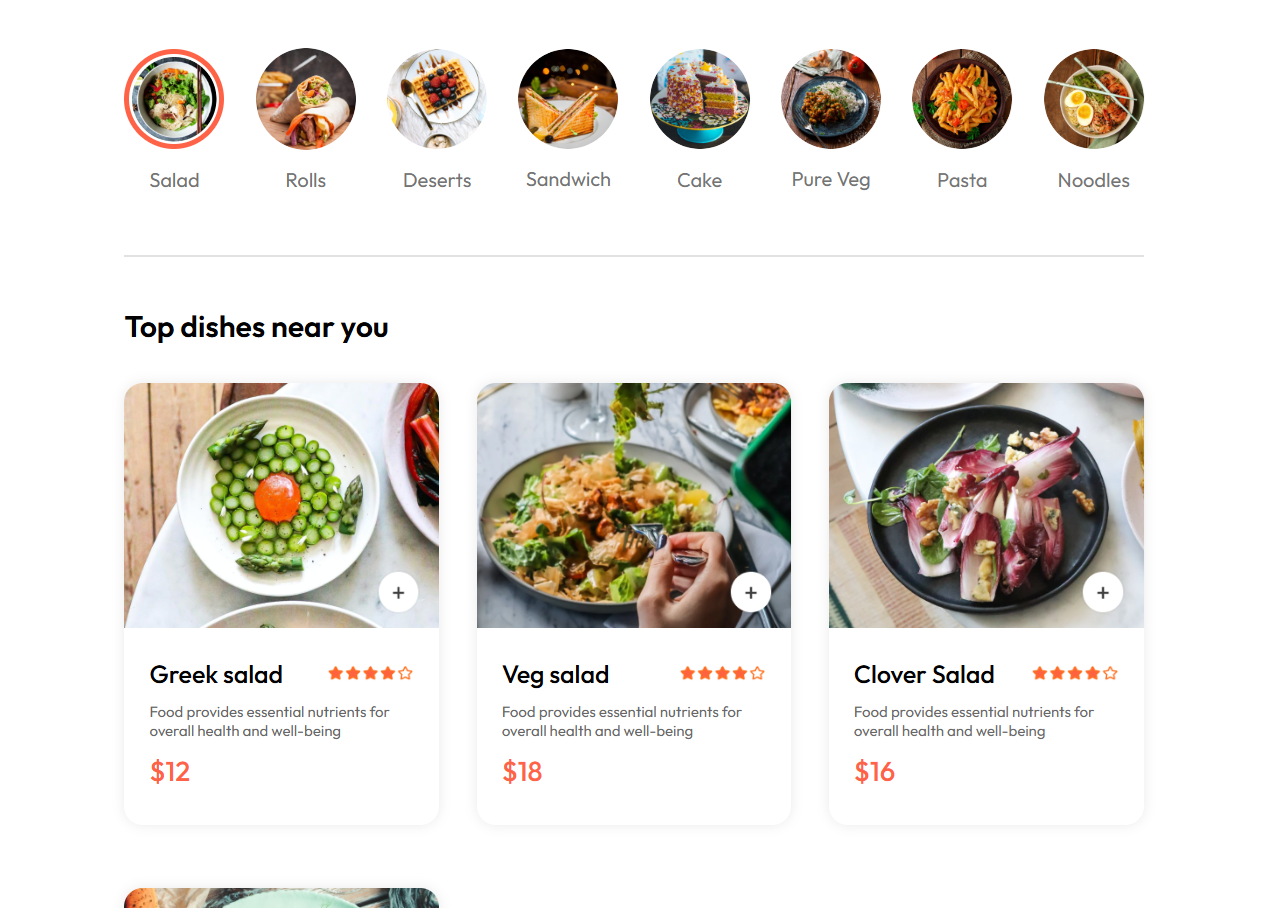 Salad Rolls Deserts Sandwich Cake Pure Veg Pasta Noodles
Top dishes near you
Greek salad
Food provides essential nutrients for
overall health and well-being
$12
Veg salad
Food provides essential nutrients for
overall health and well-being
$18
Clover Salad
Food provides essential nutrients for
overall health and well-being
$16